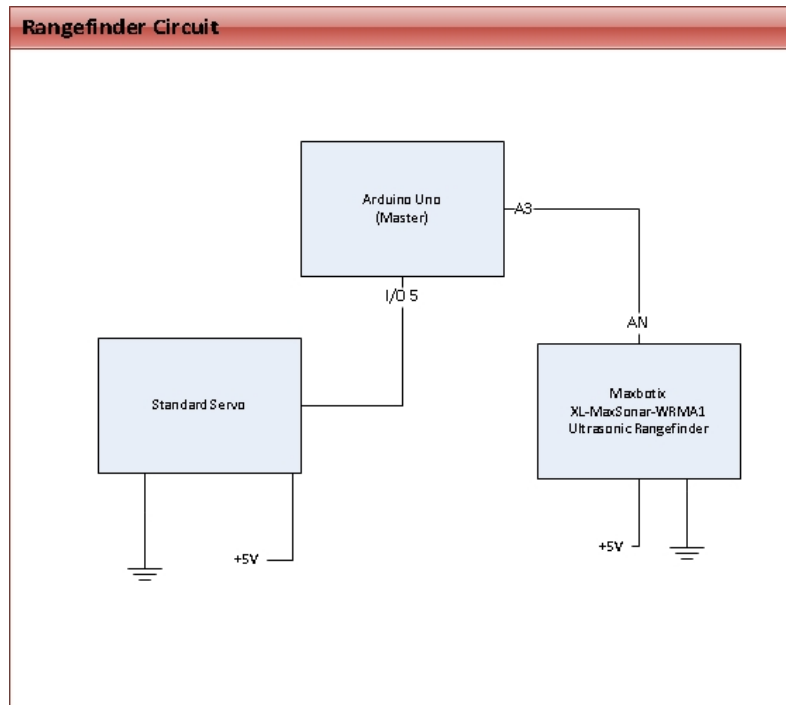 Rangefinder Circuit
Arduino Uno
(Master)
A3
I/O 5
AN
Standard Servo
Maxbotix
XL-MaxSonar-WRMA1
Ultrasonic Rangefinder
+5V
+5V